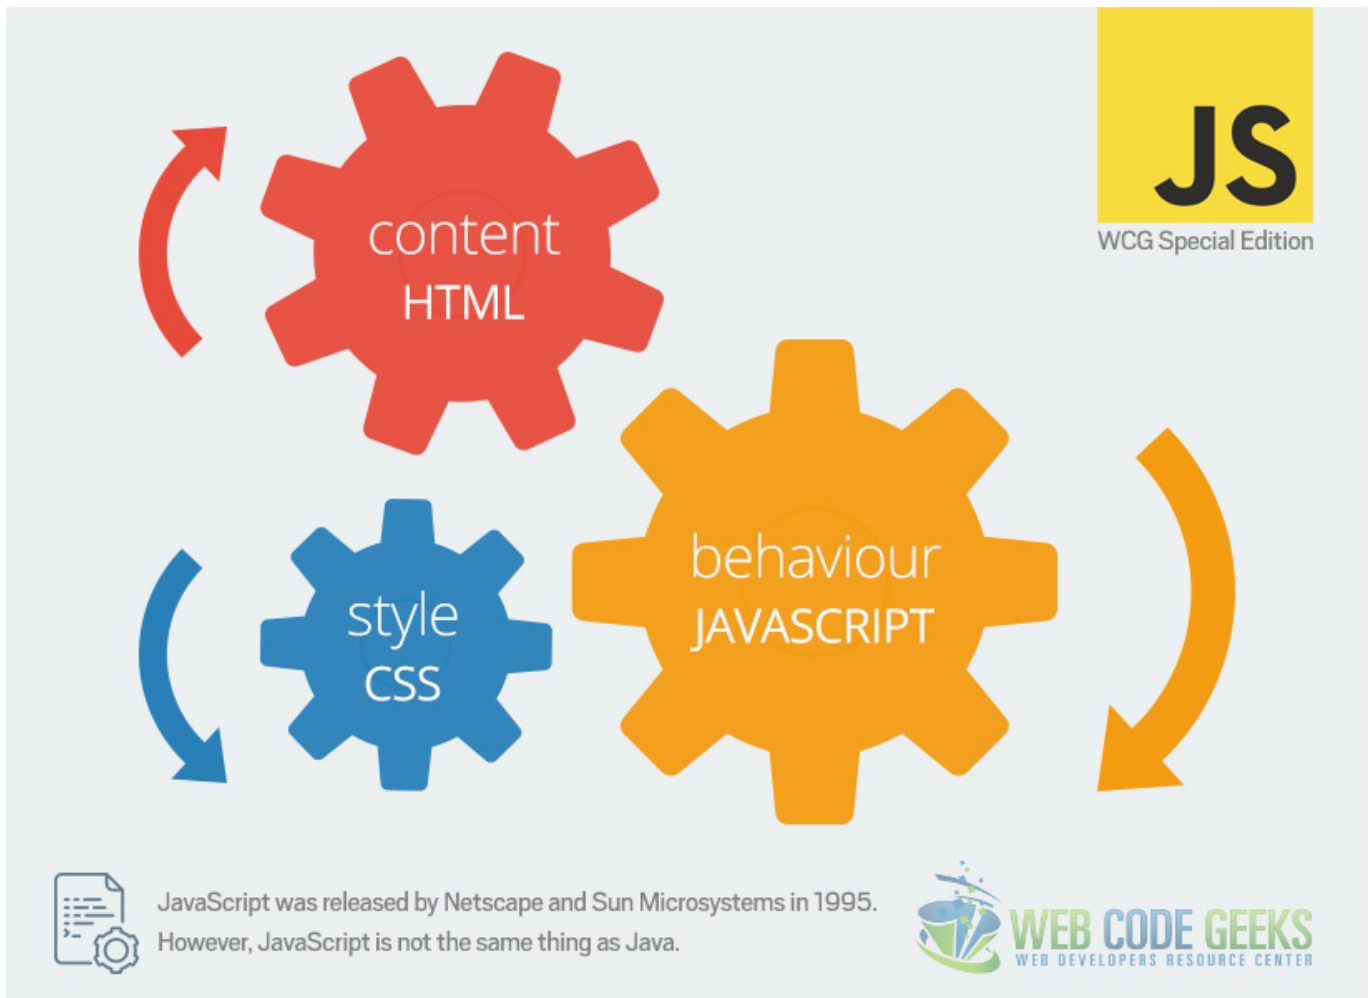 JS
WCG Special Edition
content
HTML
behaviour
JAVASCRIPT
style
CSS
JavaScript was released by Netscape and Sun Microsystems in 1995.
However, JavaScript is not the same thing as Java.
WEB CODE GEEKS
WEB DEVELOPERS RESOURCE CENTER